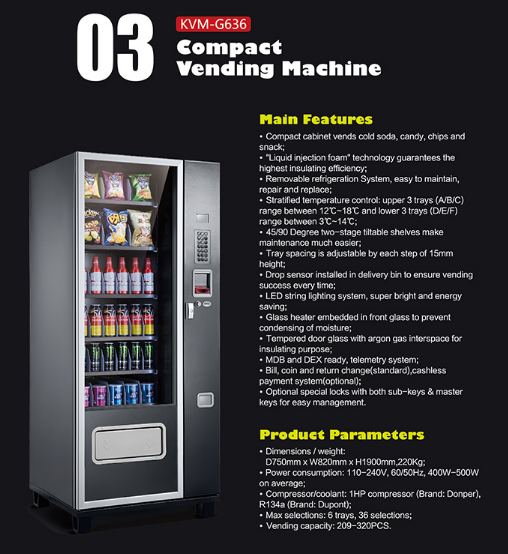 03
KVM-G636
Compact
Vending Machine
Main Features
• Compact cabinet vends cold soda, candy, chips and
snack;
• "Liquid injection foam" technology guarantees the
highest insulating efficiency;
• Removable refrigeration System, easy to maintain,
repair and replace;
• Stratified temperature control: upper 3 trays (A/B/C)
range between 12℃-18℃ and lower 3 trays (D/E/F)
range between 3℃~14℃;
• 45/90 Degree two-stage tiltable shelves make
maintenance much easier;
• Tray spacing is adjustable by each step of 15mm
height;
• Drop sensor installed in delivery bin to ensure vending
success every time;
• LED string lighting system, super bright and energy
saving;
• Glass heater embedded in front glass to prevent
condensing of moisture;
• Tempered door glass with argon gas interspace for
insulating purpose;
• MDB and DEX ready, telemetry system;
• Bill, coin and return change(standard),cashless
payment system(optional);
• Optional special locks with both sub-keys & master
keys for easy management.
Product Parameters
• Dimensions / weight:
D750mm x W820mm x H1900mm,220Kg;
• Power consumption: 110-240V, 60/50Hz, 400W-500W
on average;
• Compressor/coolant: 1HP compressor (Brand: Donper),
R134a (Brand: Dupont);
• Max selections: 6 trays, 36 selections;
• Vending capacity: 209-320PCS.